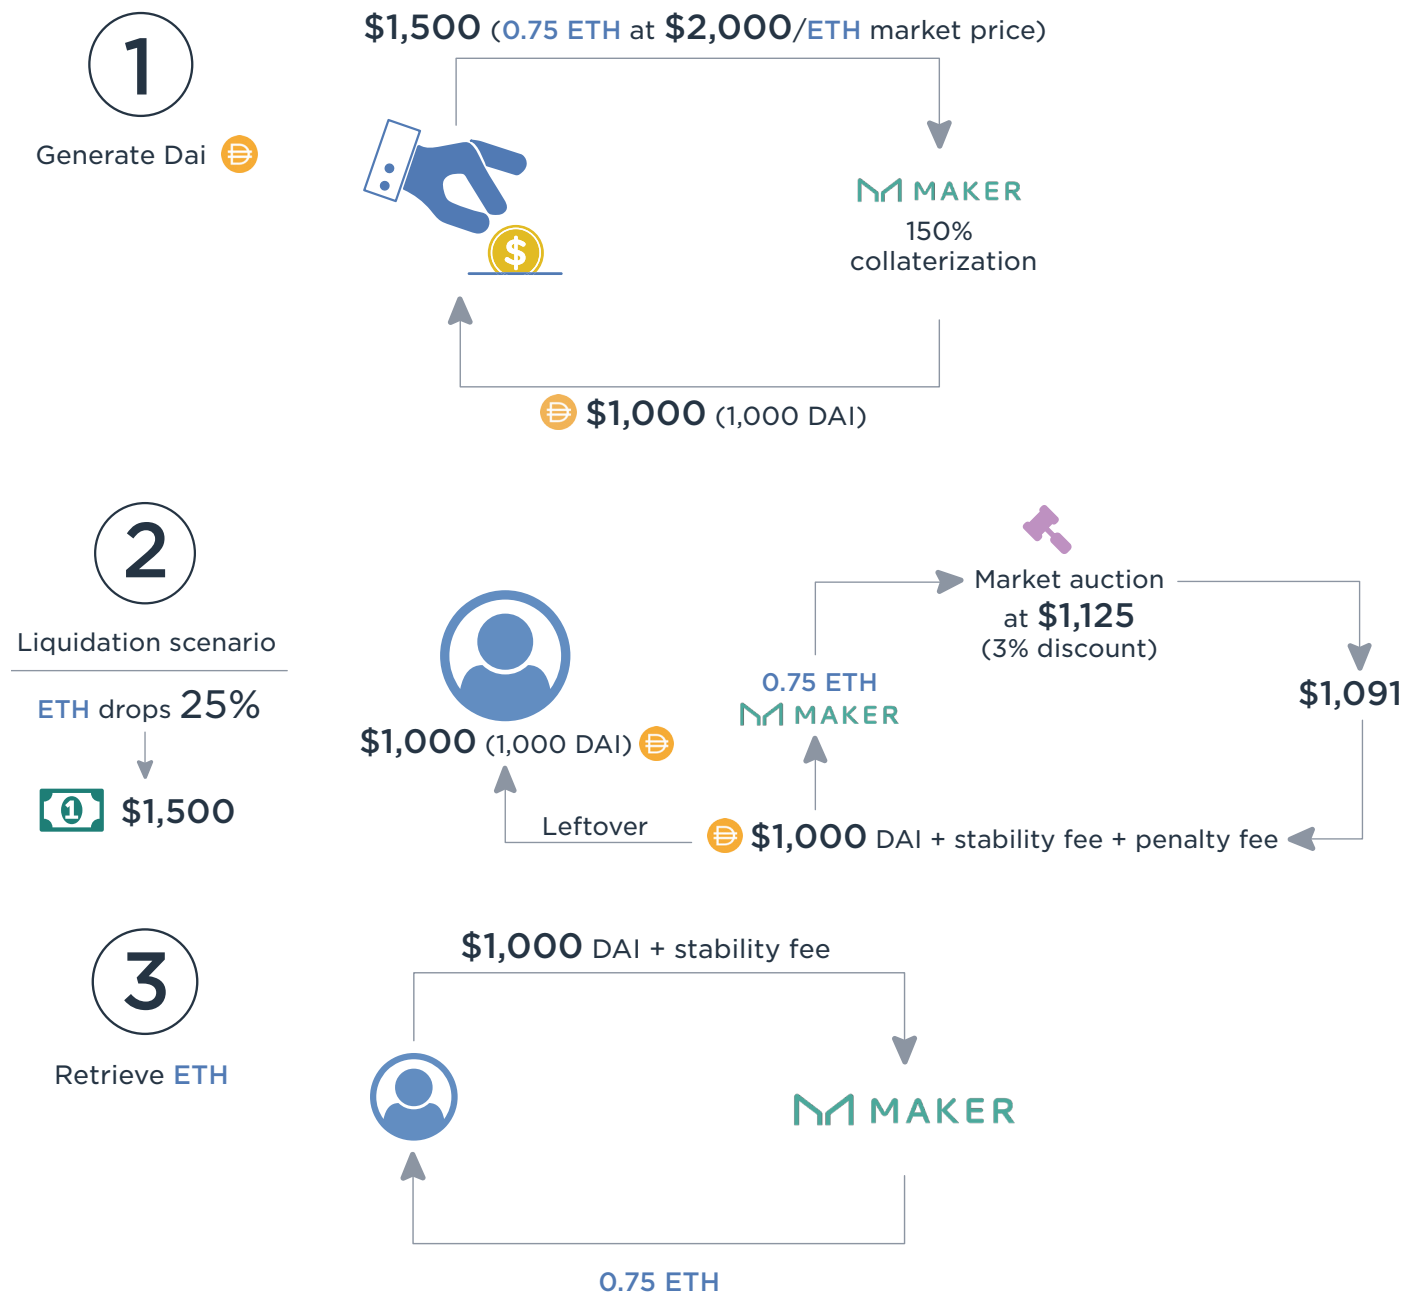 1
Generate Dai
$1,500 (0.75 ETH at $2,000/ETH market price)
$
MAKER
150%
collaterization
$1,000 (1,000 DAI)
2
Liquidation scenario
ETH drops 25%
1
$1,500
$1,000 (1,000 DAI)
Leftover
0.75 ETH
MAKER
Market auction
at $1,125
(3% discount)
$1,091
$1,000 DAI + stability fee + penalty fee
3
Retrieve ETH
$1,000 DAI + stability fee
MAKER
0.75 ETH